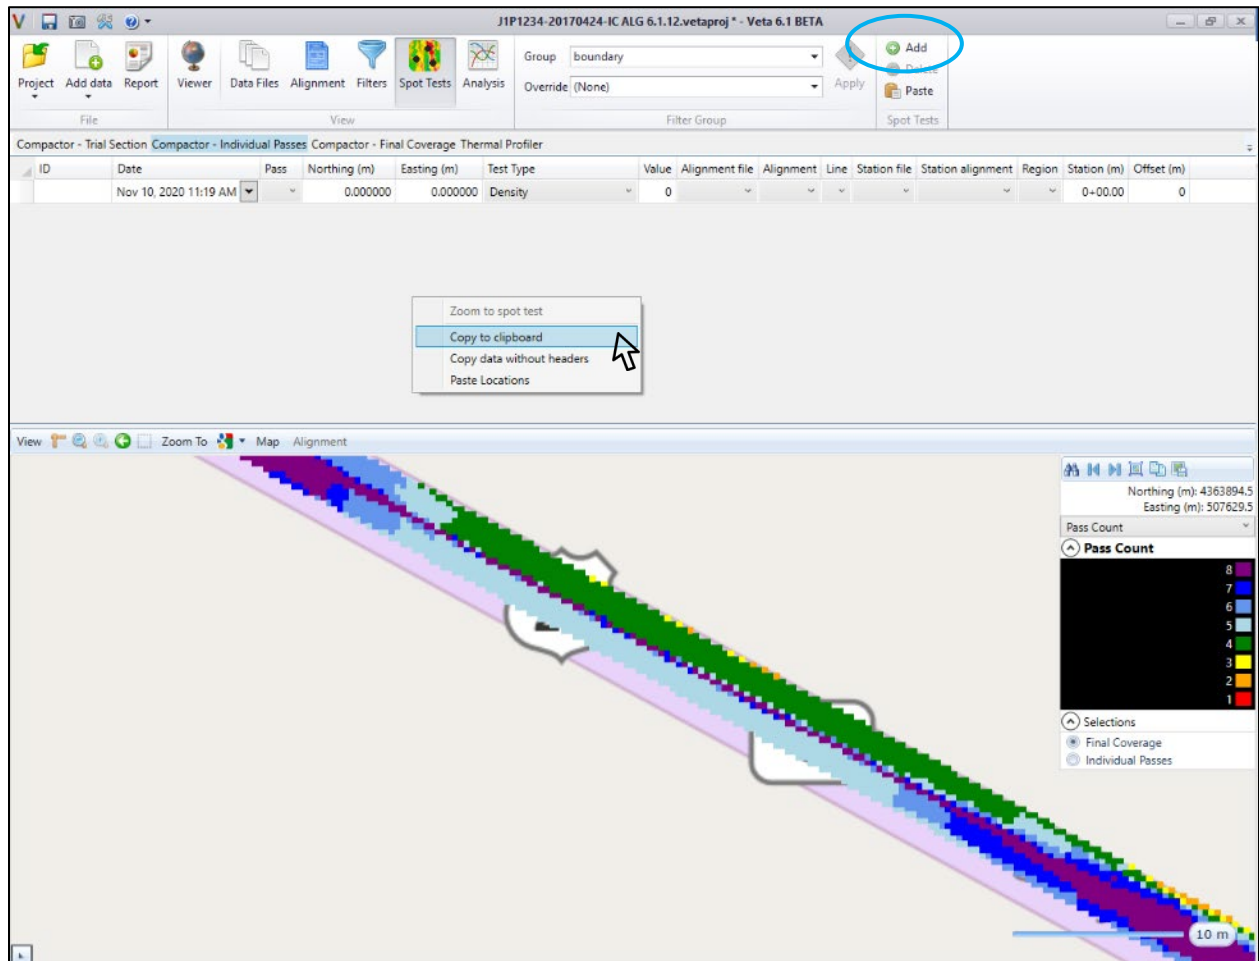 J1P1234-20170424-IC ALG 6.1.12.vetaproj * - Veta 6.1 BETA
Project Add data Report Viewer Data Files Alignment Filters Spot Tests Analysis
Group boundary
Override (None)
Apply
Add
Delete
Paste
File View Filter Group Spot Tests
Compactor - Trial Section Compactor - Individual Passes Compactor - Final Coverage Thermal Profiler
ID Date Pass Northing (m) Easting (m) Test Type Value Alignment file Alignment Line Station file Station alignment Region Station (m) Offset (m)
Nov 10, 2020 11:19 AM 0.000000 0.000000 Density 0 0+00.00 0
Zoom to spot test
Copy to clipboard
Copy data without headers
Paste Locations
View Zoom To Map Alignment
Northing (m): 4363894.5
Easting (m): 507629.5
Pass Count
Pass Count
8
7
6
5
4
3
2
1
Selections
Final Coverage
Individual Passes
10 m